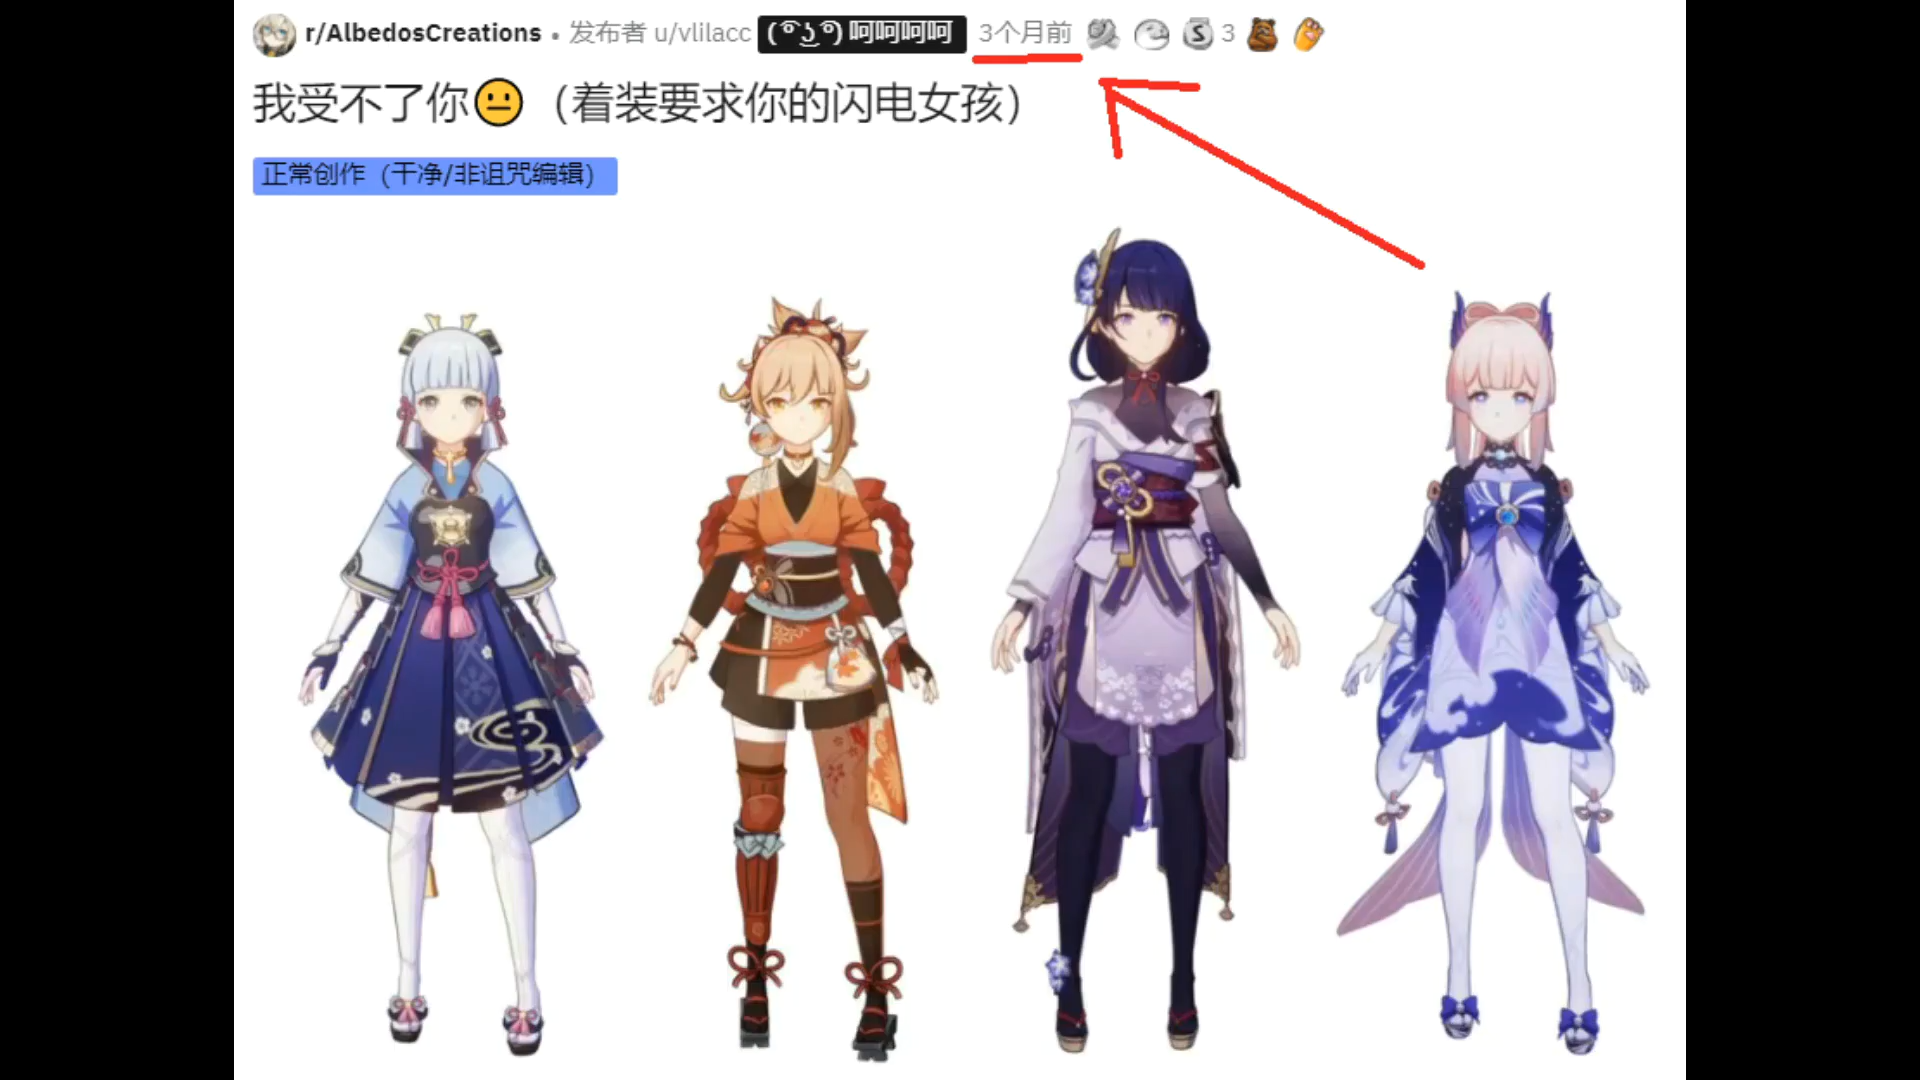 r/AlbedosCreations • 发布者 u/vlilacc ( ͡° ͜ʖ ͡°) 呵呵呵呵 3个月前 S 3
我受不了你😐（着装要求你的闪电女孩）
正常创作（干净/非诅咒编辑）